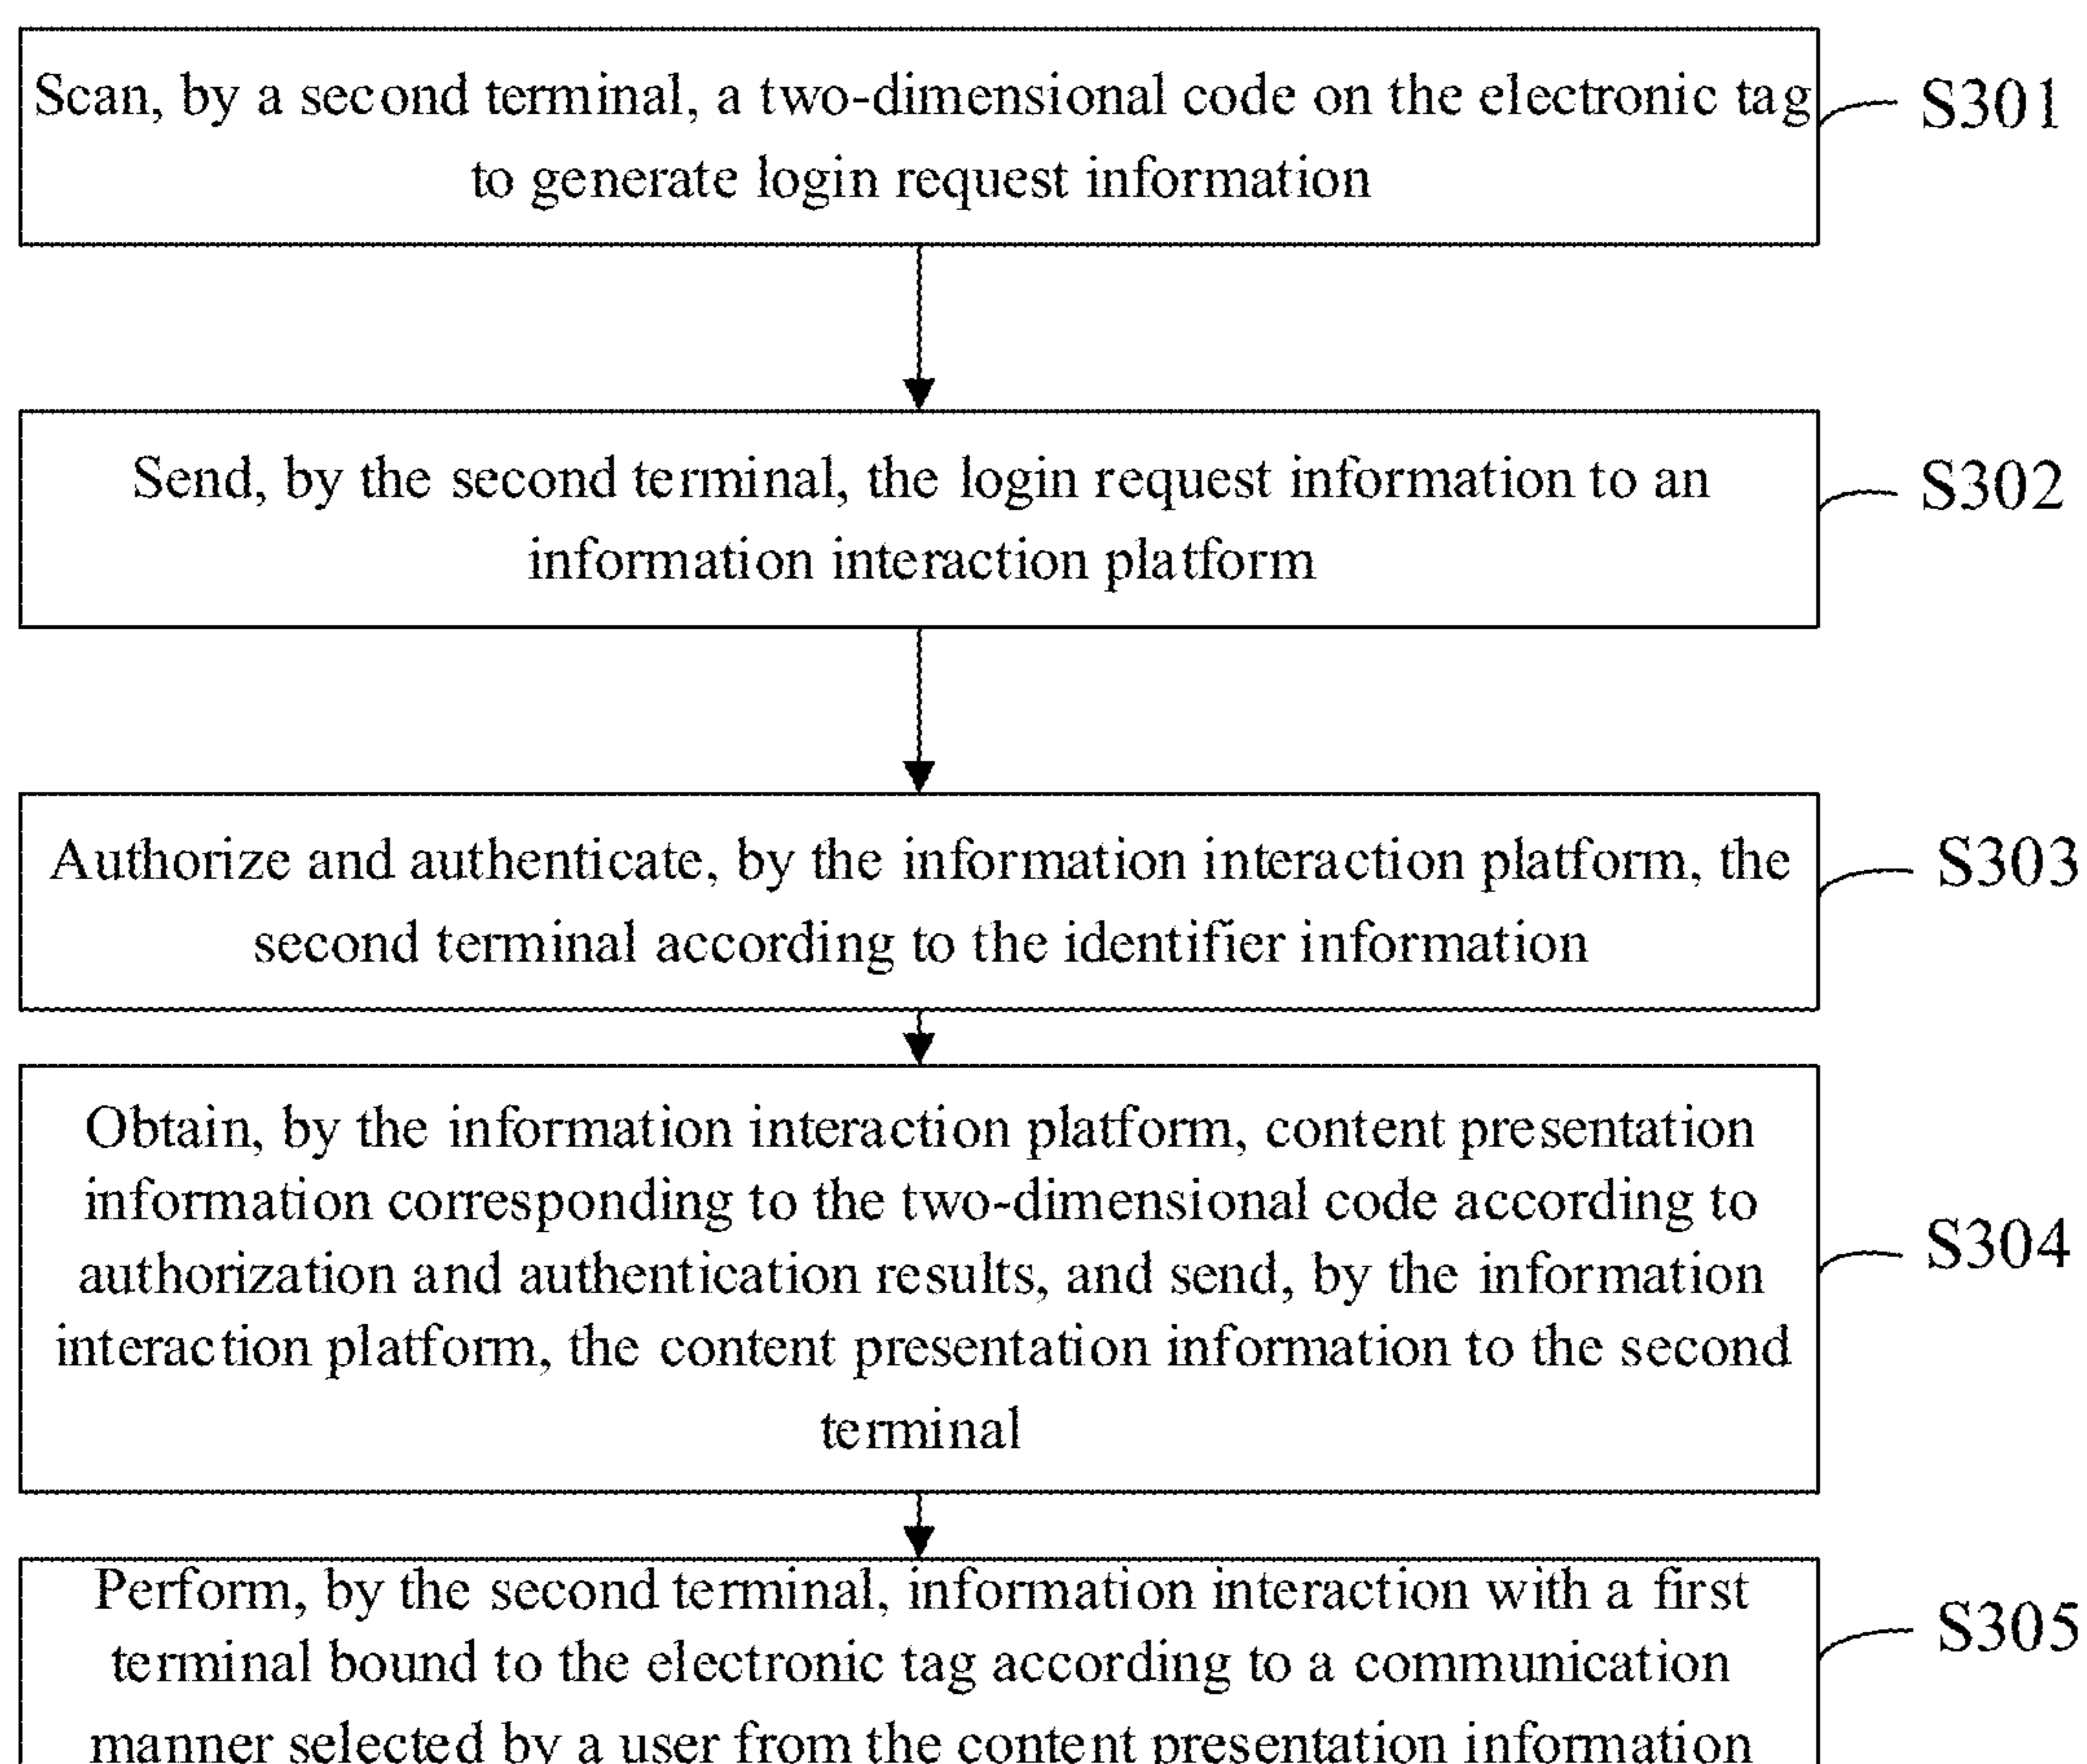 Scan, by a second terminal, a two-dimensional code on the electronic tag
to generate login request information
S301
Send, by the second terminal, the login request information to an
information interaction platform
S302
Authorize and authenticate, by the information interaction platform, the
second terminal according to the identifier information
S303
Obtain, by the information interaction platform, content presentation
information corresponding to the two-dimensional code according to
authorization and authentication results, and send, by the information
interaction platform, the content presentation information to the second
terminal
S304
Perform, by the second terminal, information interaction with a first
terminal bound to the electronic tag according to a communication
manner selected by a user from the content presentation information
S305